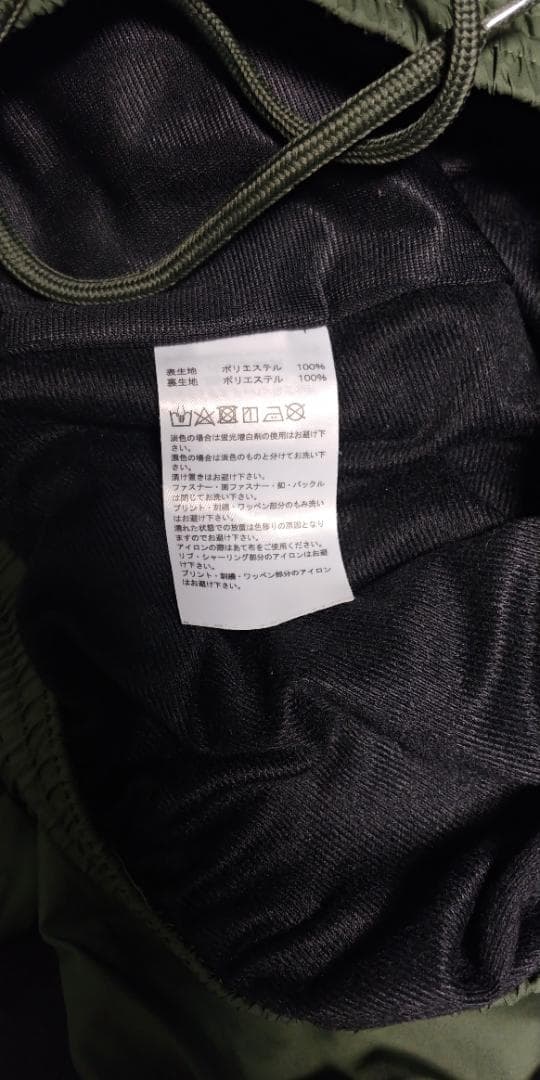 表生地 ポリエステル 100%
裏生地 ポリエステル 100%
淡色の場合は蛍光増白剤の使用はお避け下
さい。
濃色の場合は淡色のものと分けてお洗い下
さい。
漬け置きはお避け下さい。
ファスナー・面ファスナー・釦・バックル
は閉じてお洗い下さい。
プリント・刺繍・ワッペン部分のもみ洗い
はお避け下さい。
濡れた状態での放置は色移りの原因となり
ますのでお避け下さい。
アイロンの際はあて布をご使用ください。
リブ・シャーリング部分のアイロンはお避
け下さい。
プリント・刺繍・ワッペン部分のアイロン
はお避け下さい。